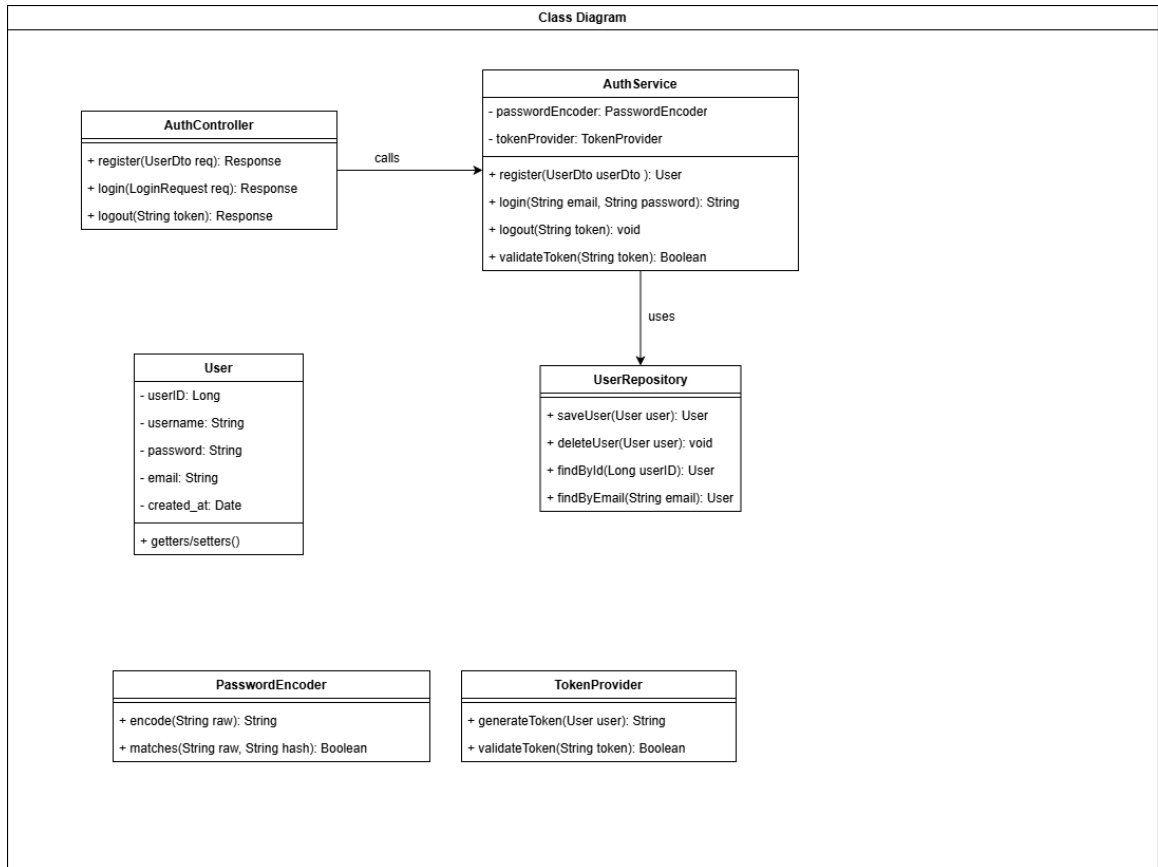 Class Diagram
AuthController
+ register(UserDto req): Response
+ login(LoginRequest req): Response
+ logout(String token): Response
calls
AuthService
- passwordEncoder: PasswordEncoder
- tokenProvider: TokenProvider
+ register(UserDto userDto ): User
+ login(String email, String password): String
+ logout(String token): void
+ validateToken(String token): Boolean
uses
User
- userID: Long
- username: String
- password: String
- email: String
- created_at: Date
+ getters/setters()
UserRepository
+ saveUser(User user): User
+ deleteUser(User user): void
+ findById(Long userID): User
+ findByEmail(String email): User
PasswordEncoder
+ encode(String raw): String
+ matches(String raw, String hash): Boolean
TokenProvider
+ generateToken(User user): String
+ validateToken(String token): Boolean